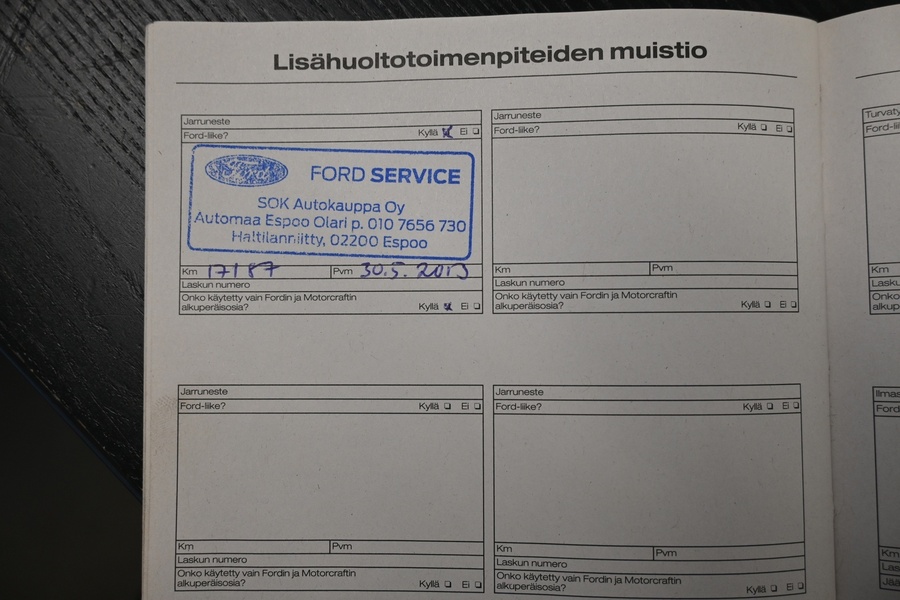 Lisähuoltotoimenpiteiden muistio
Jarruneste
Ford-liike? Kyllä Ei
Ford
FORD SERVICE
SOK Autokauppa Oy
Automaa Espoo Olari p. 010 7656 730
Haltilanniitty, 02200 Espoo
Km 17187 Pvm 30.5. 2013
Laskun numero
Onko käytetty vain Fordin ja Motorcraftin
alkuperäisosia? Kyllä Ei
Jarruneste
Ford-liike? Kyllä Ei
Km Pvm
Laskun numero
Onko käytetty vain Fordin ja Motorcraftin
alkuperäisosia? Kyllä Ei
Jarruneste
Ford-liike? Kyllä Ei
Km Pvm
Laskun numero
Onko käytetty vain Fordin ja Motorcraftin
alkuperäisosia? Kyllä Ei
Jarruneste
Ford-liike? Kyllä Ei
Km Pvm
Laskun numero
Onko käytetty vain Fordin ja Motorcraftin
alkuperäisosia? Kyllä Ei
Km
Km